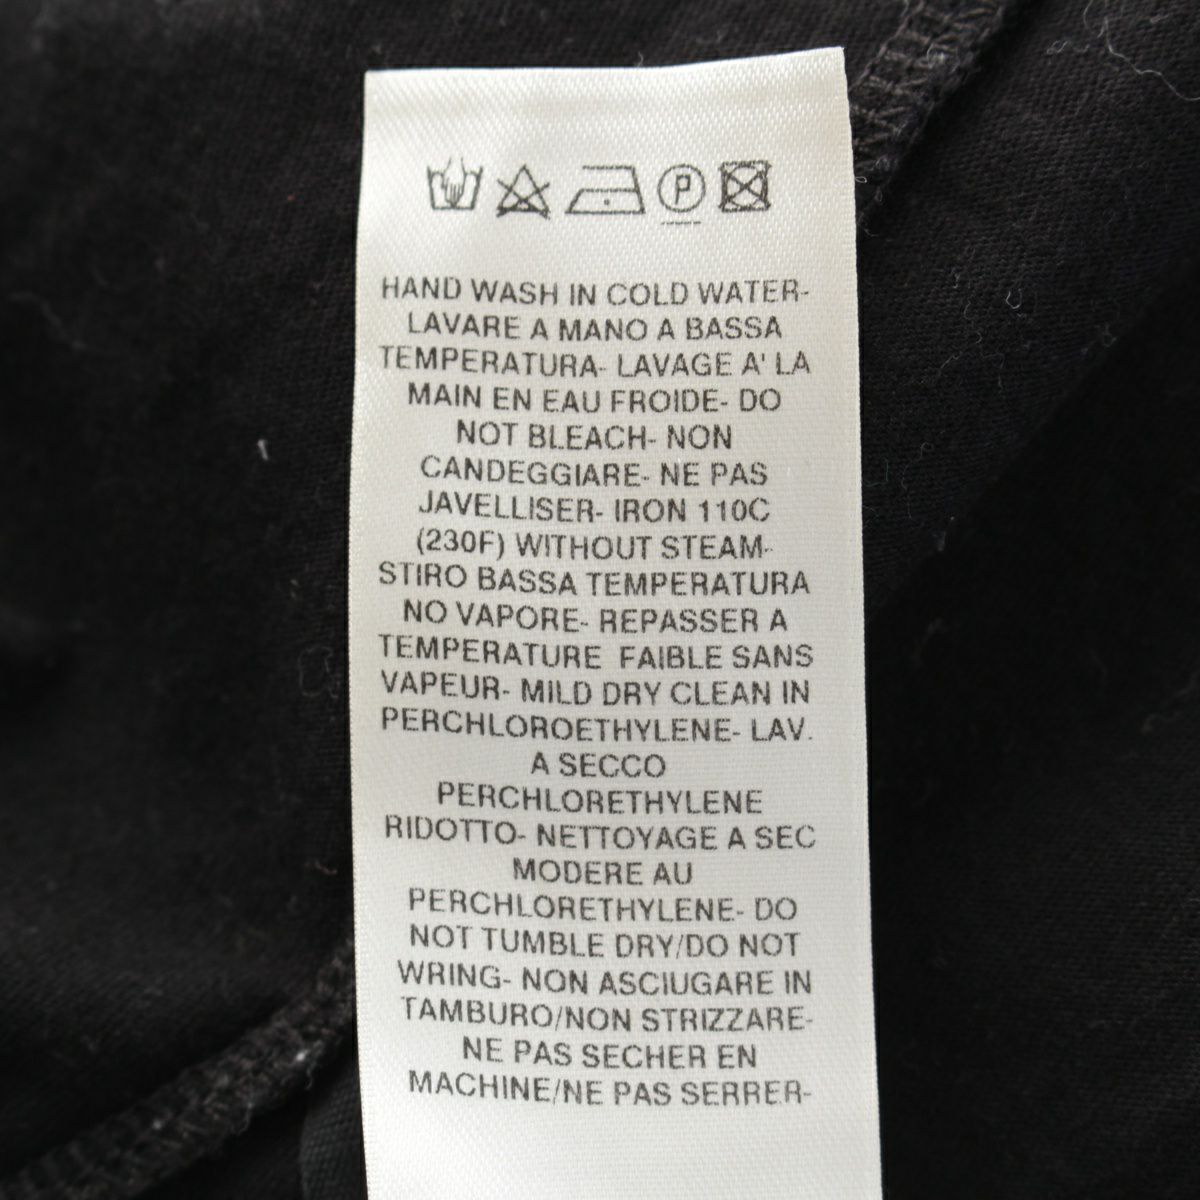 P
HAND WASH IN COLD WATER-
LAVARE A MANO A BASSA
TEMPERATURA- LAVAGE A' LA
MAIN EN EAU FROIDE- DO
NOT BLEACH- NON
CANDEGGIARE- NE PAS
JAVELLISER- IRON 110C
(230F) WITHOUT STEAM-
STIRO BASSA TEMPERATURA
NO VAPORE- REPASSER A
TEMPERATURE FAIBLE SANS
VAPEUR- MILD DRY CLEAN IN
PERCHLOROETHYLENE- LAV.
A SECCO
PERCHLORETHYLENE
RIDOTTO- NETTOYAGE A SEC
MODERE AU
PERCHLORETHYLENE- DO
NOT TUMBLE DRY/DO NOT
WRING- NON ASCIUGARE IN
TAMBURO/NON STRIZZARE-
NE PAS SECHER EN
MACHINE/NE PAS SERRER-